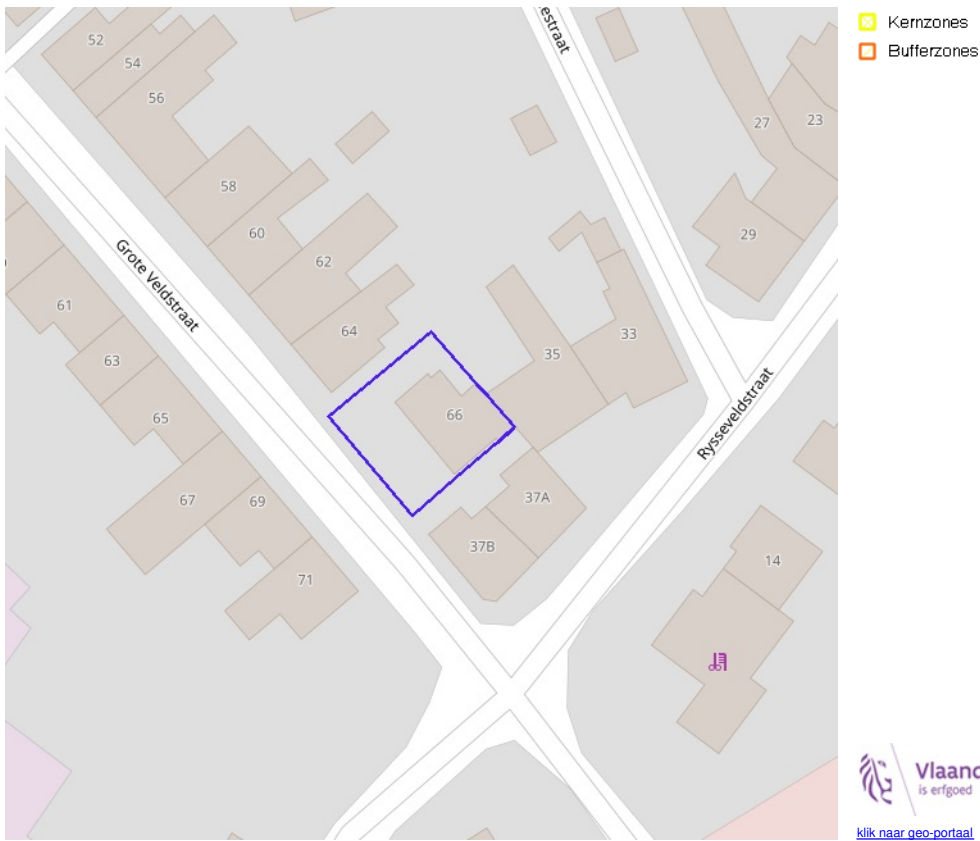 Kernzones
Bufferzones
52
54
56
58
60
62
64
66
61
63
65
67
69
71
Grote Veldstraat
estraat
27
23
29
33
35
37A
37B
Rysseveldstraat
14
Vlaand
is erfgoed
klik naar geo-portaal